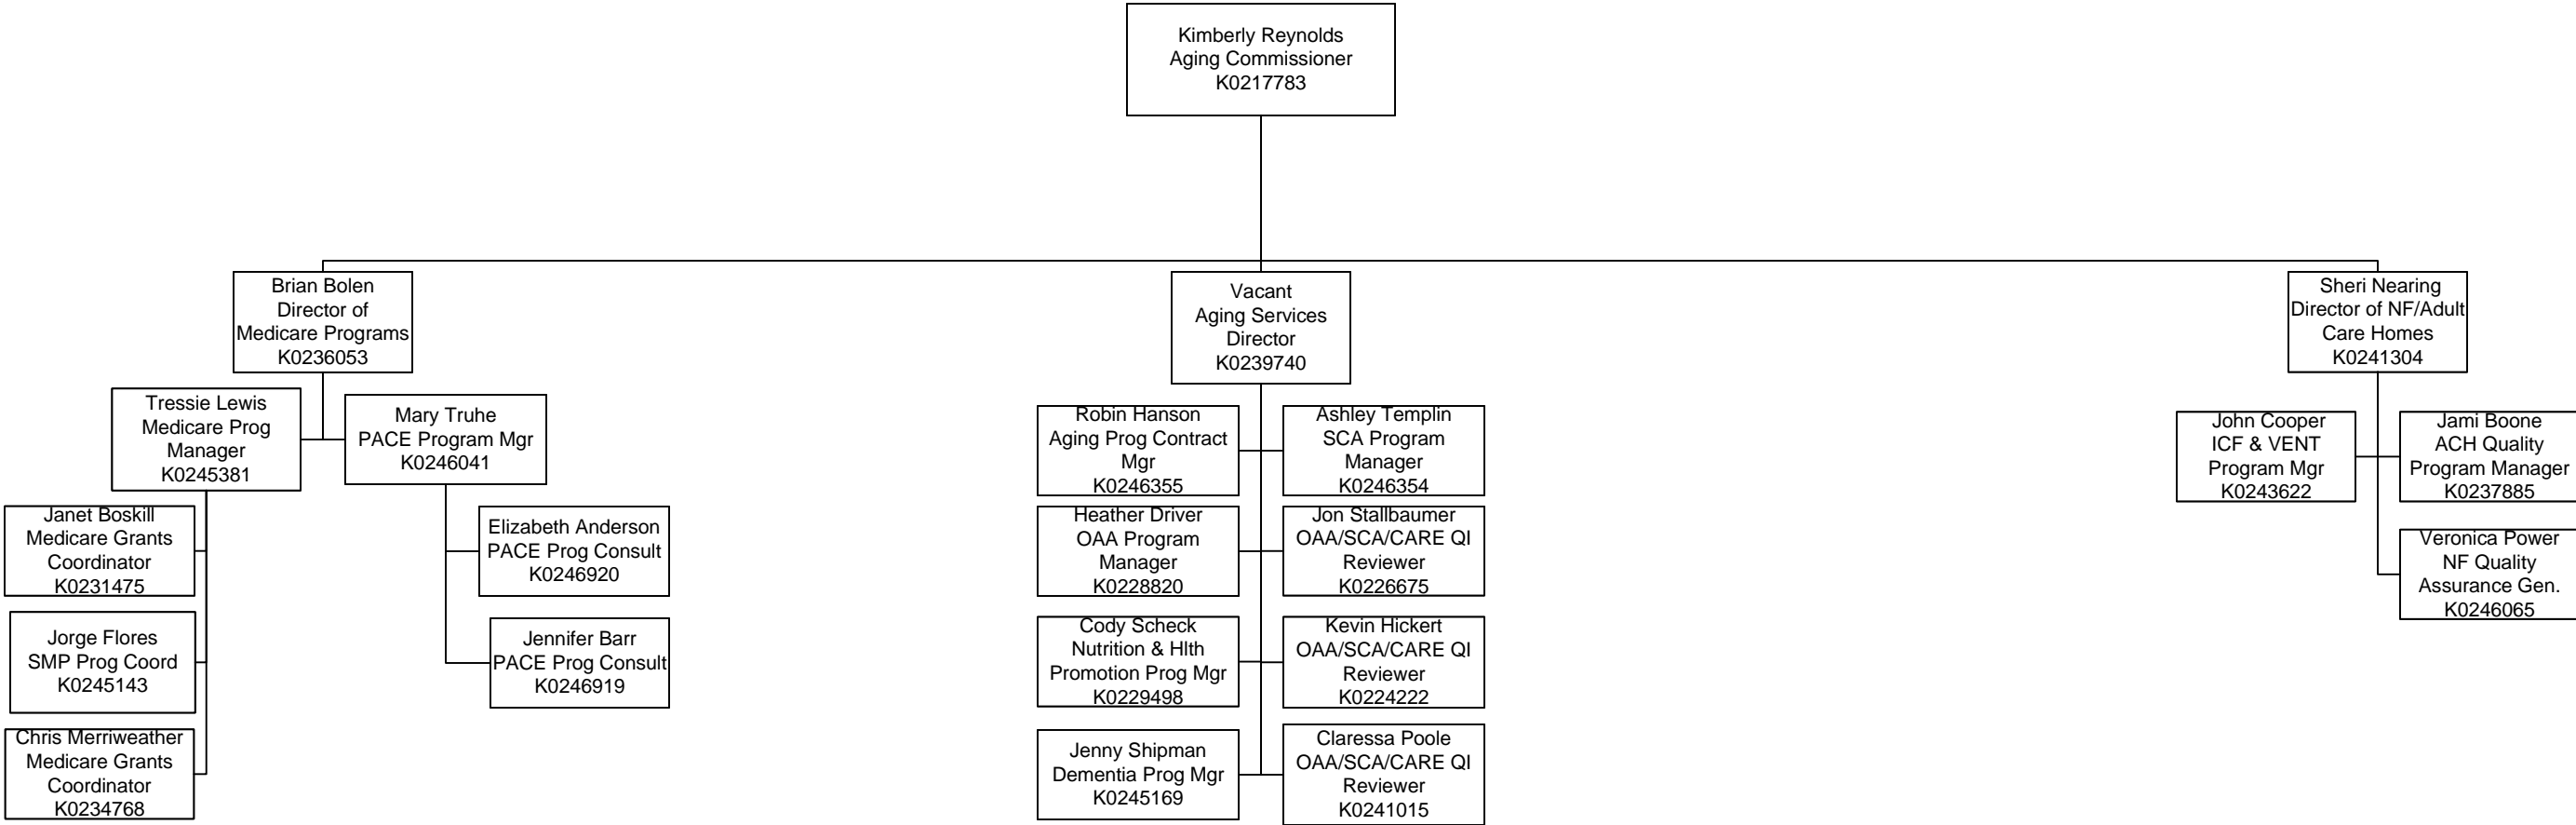 Kimberly Reynolds
Aging Commissioner
K0217783
Brian Bolen
Director of
Medicare Programs
K0236053
Vacant
Aging Services
Director
K0239740
Sheri Nearing
Director of NF/Adult
Care Homes
K0241304
Tressie Lewis
Medicare Prog
Manager
K0245381
Mary Truhe
PACE Program Mgr
K0246041
Janet Boskill
Medicare Grants
Coordinator
K0231475
Jorge Flores
SMP Prog Coord
K0245143
Chris Merriweather
Medicare Grants
Coordinator
K0234768
Elizabeth Anderson
PACE Prog Consult
K0246920
Jennifer Barr
PACE Prog Consult
K0246919
Robin Hanson
Aging Prog Contract
Mgr
K0246355
Ashley Templin
SCA Program
Manager
K0246354
Heather Driver
OAA Program
Manager
K0228820
Jon Stallbaumer
OAA/SCA/CARE QI
Reviewer
K0226675
Cody Scheck
Nutrition & Hlth
Promotion Prog Mgr
K0229498
Kevin Hickert
OAA/SCA/CARE QI
Reviewer
K0224222
Jenny Shipman
Dementia Prog Mgr
K0245169
Claressa Poole
OAA/SCA/CARE QI
Reviewer
K0241015
John Cooper
ICF & VENT
Program Mgr
K0243622
Jami Boone
ACH Quality
Program Manager
K0237885
Veronica Power
NF Quality
Assurance Gen.
K0246065